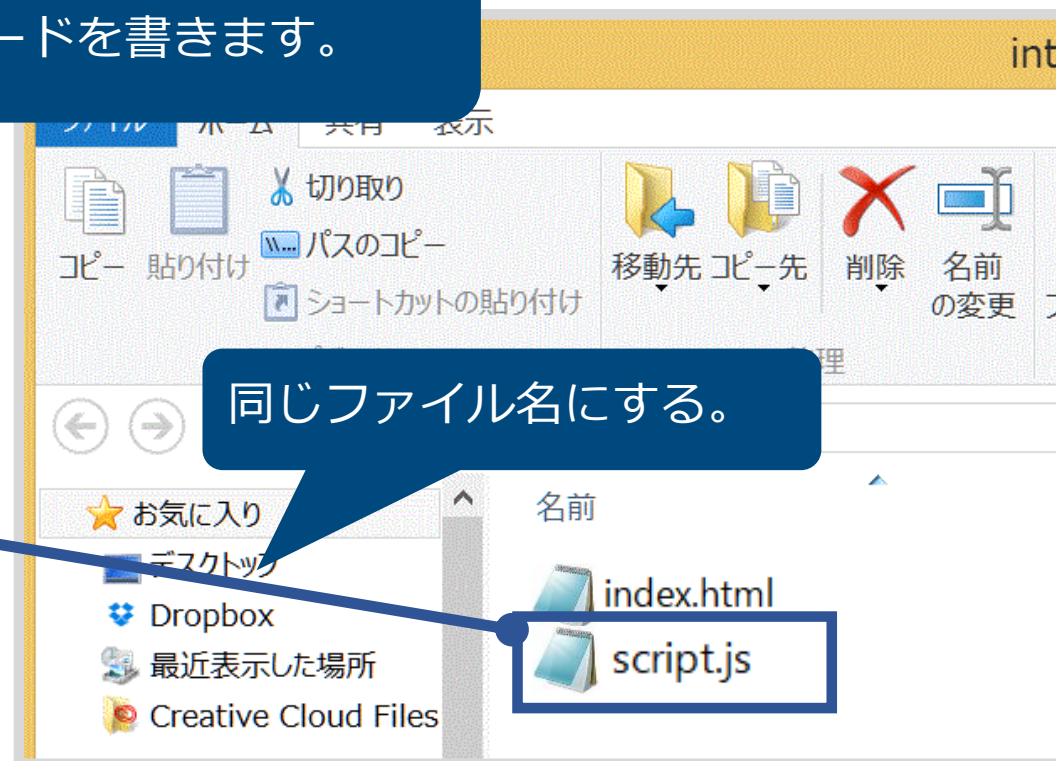 ードを書きます。
int
ファイル ホーム 共有 表示
切り取り
パスのコピー
コピー 貼り付け
ショートカットの貼り付け
移動先 コピー先 削除 名前
の変更
理
同じファイル名にする。
お気に入り
名前
デスクトップ
index.html
Dropbox
script.js
最近表示した場所
Creative Cloud Files